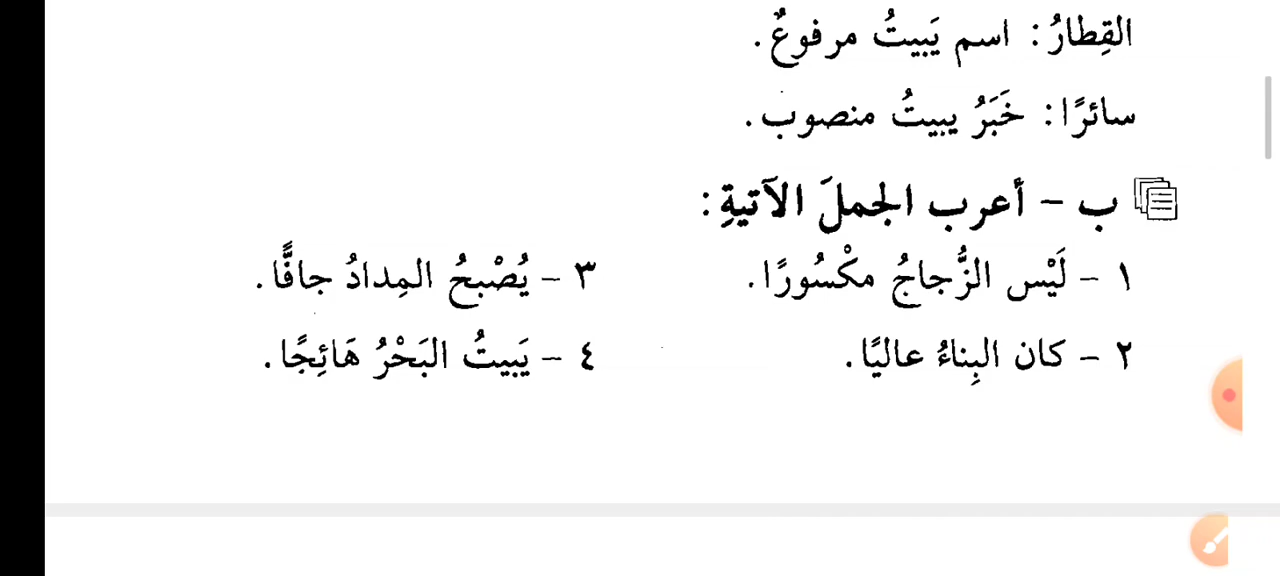 القِطارُ: اسم يَبيتُ مرفوعٌ.
سائرًا: خَبَرُ يبيتُ منصوب.
ب – أعرب الجملَ الآتيةِ:
١ – لَيْس الزُّجاجُ مكْسُورًا. ٣ – يُصْبحُ المِدادُ جافًّا.
٢ – كان البِناءُ عاليًا. ٤ – يَبيتُ البَحْرُ هَائِجًا.